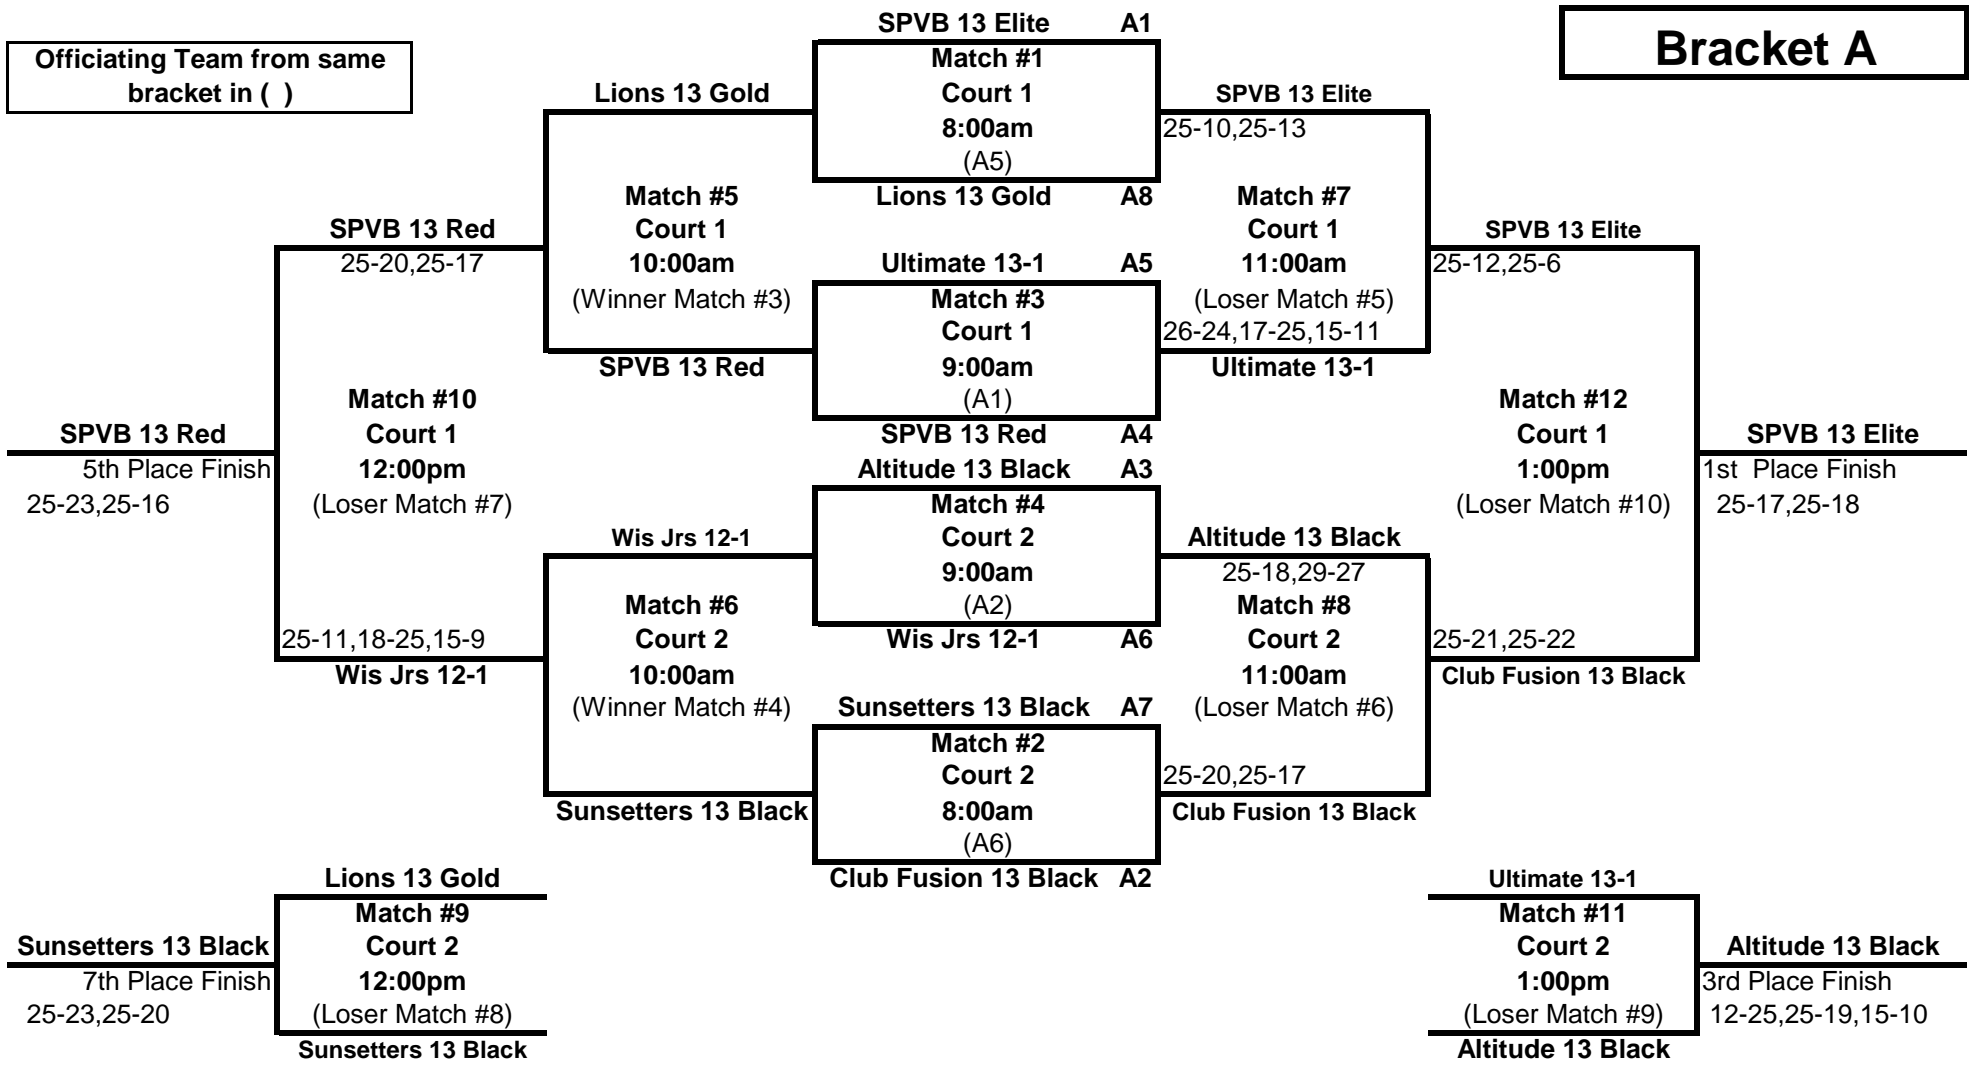 SPVB 13 Elite A1
Bracket A
Officiating Team from same
bracket in ( )
Match #1
Court 1
8:00am
(A5)
Lions 13 Gold A8
Lions 13 Gold
SPVB 13 Elite
25-10,25-13
Match #5
Court 1
10:00am
(Winner Match #3)
Match #7
Court 1
11:00am
(Loser Match #5)
SPVB 13 Red
25-20,25-17
SPVB 13 Elite
25-12,25-6
Ultimate 13-1 A5
Match #3
Court 1
9:00am
(A1)
SPVB 13 Red A4
SPVB 13 Red
26-24,17-25,15-11
Ultimate 13-1
Match #10
Court 1
12:00pm
(Loser Match #7)
Match #12
Court 1
1:00pm
(Loser Match #10)
SPVB 13 Red
5th Place Finish
25-23,25-16
SPVB 13 Elite
1st Place Finish
25-17,25-18
Altitude 13 Black A3
Match #4
Court 2
9:00am
(A2)
Wis Jrs 12-1 A6
Wis Jrs 12-1
Altitude 13 Black
25-18,29-27
Match #6
Court 2
10:00am
(Winner Match #4)
Match #8
Court 2
11:00am
(Loser Match #6)
25-11,18-25,15-9
Wis Jrs 12-1
25-21,25-22
Club Fusion 13 Black
Sunsetters 13 Black A7
Match #2
Court 2
8:00am
(A6)
Club Fusion 13 Black A2
Sunsetters 13 Black
25-20,25-17
Club Fusion 13 Black
Lions 13 Gold
Match #9
Court 2
12:00pm
(Loser Match #8)
Sunsetters 13 Black
Sunsetters 13 Black
7th Place Finish
25-23,25-20
Ultimate 13-1
Match #11
Court 2
1:00pm
(Loser Match #9)
Altitude 13 Black
Altitude 13 Black
3rd Place Finish
12-25,25-19,15-10